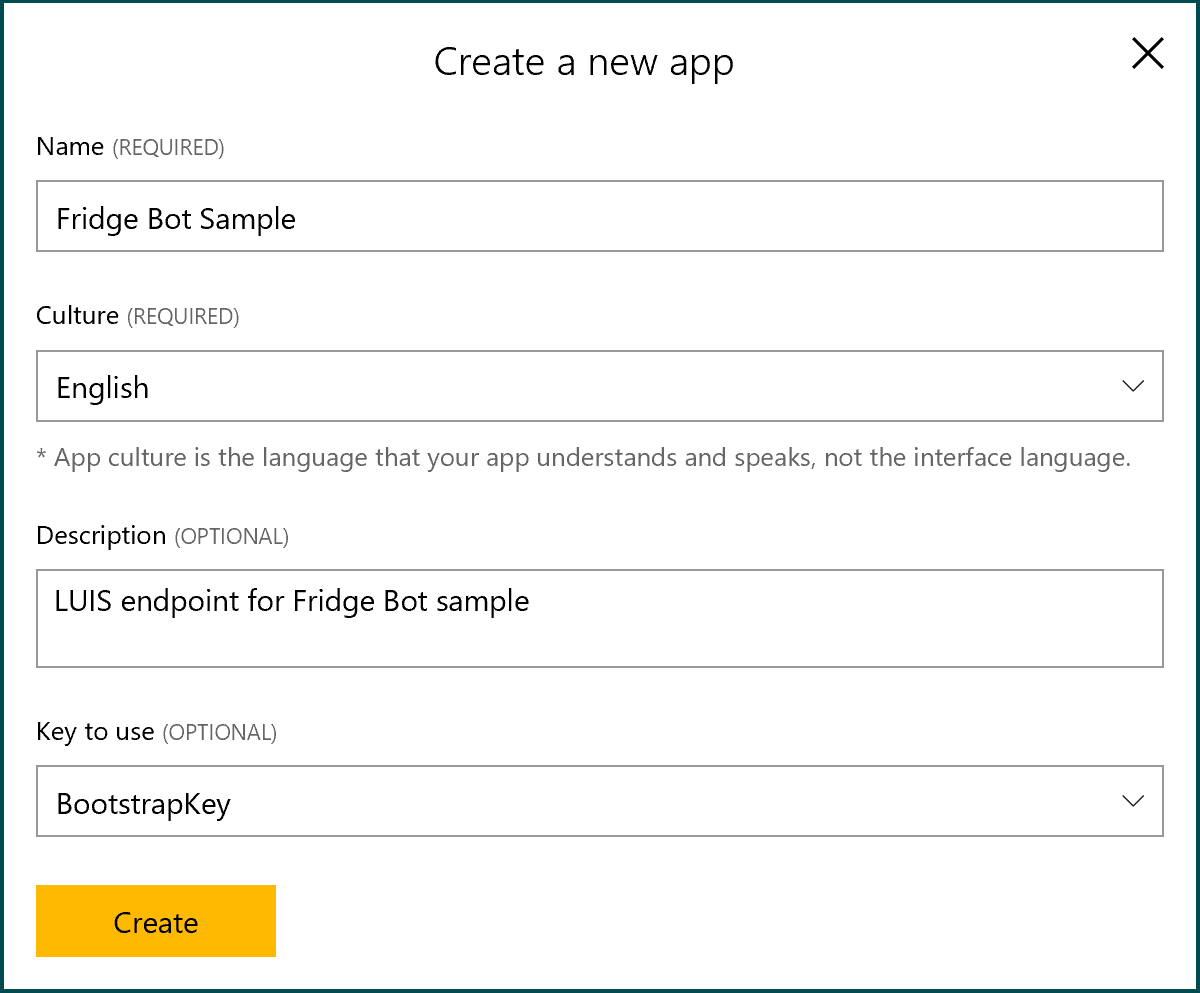 Create a new app
Name (REQUIRED)
Fridge Bot Sample
Culture (REQUIRED)
English
* App culture is the language that your app understands and speaks, not the interface language.
Description (OPTIONAL)
LUIS endpoint for Fridge Bot sample
Key to use (OPTIONAL)
BootstrapKey
Create